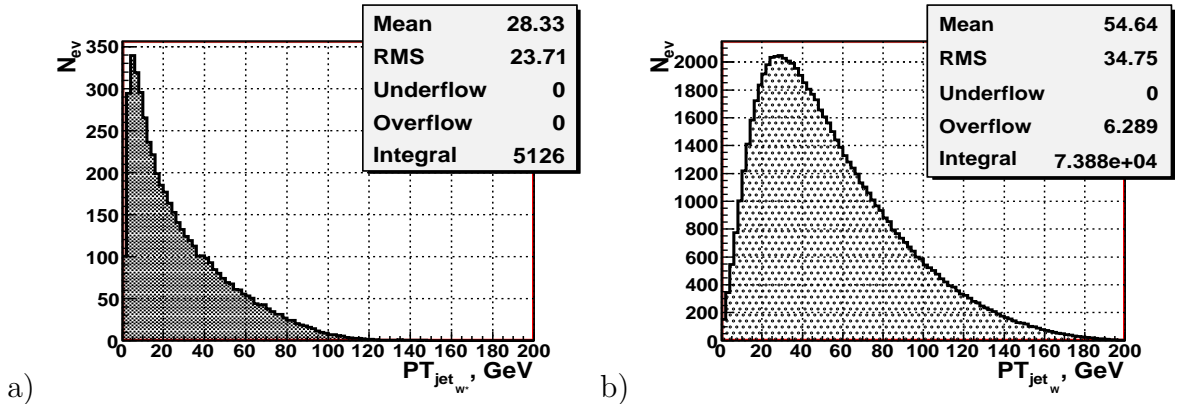 N_ev
350
300
250
200
150
100
50
0
Mean 28.33
RMS 23.71
Underflow 0
Overflow 0
Integral 5126
0 20 40 60 80 100 120 140 160 180 200
PT_jet_W*, GeV
a)
N_ev
2000
1800
1600
1400
1200
1000
800
600
400
200
0
Mean 54.64
RMS 34.75
Underflow 0
Overflow 6.289
Integral 7.388e+04
0 20 40 60 80 100 120 140 160 180 200
PT_jet_W, GeV
b)